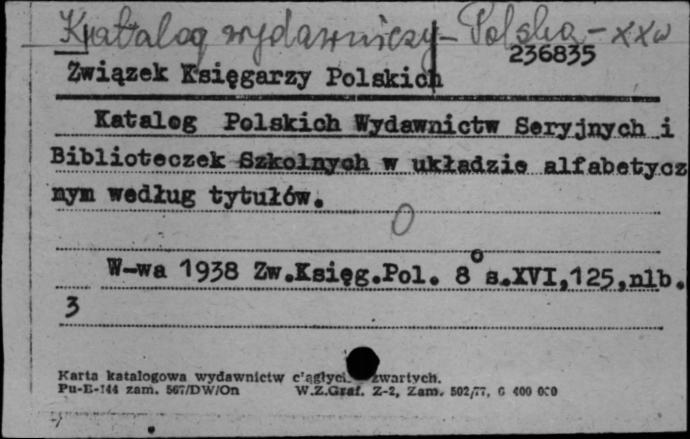 Katalog wydawniczy - Polska - XXw
236835
Związek Księgarzy Polskich
Katalog Polskich Wydawnictw Seryjnych i
Biblioteczek Szkolnych w układzie alfabetycz
nym według tytułów.
O
W-wa 1938 Zw.Księg.Pol. 8° s.XVI,125,nlb.
3
Karta katalogowa wydawnictw zwartych.
Pu-E-144 zam. 567/DW/On W.Z.Graf. Z-2, Zam. 502/77,